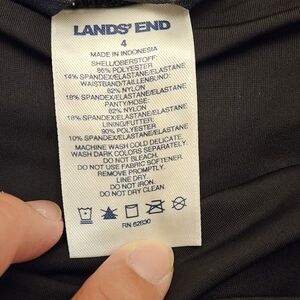 LANDS' END
4
MADE IN INDONESIA
SHELL/OBERSTOFF:
86% POLYESTER
14% SPANDEX/ELASTANE/ELASTANE
WAISTBAND/TAILLENBUND:
82% NYLON
18% SPANDEX/ELASTANE/ELASTANE
PANTY/HOSE:
82% NYLON
18% SPANDEX/ELASTANE/ELASTANE
LINING/FUTTER:
90% POLYESTER
10% SPANDEX/ELASTANE/ELASTANE
MACHINE WASH COLD DELICATE.
WASH DARK COLORS SEPARATELY.
DO NOT BLEACH.
DO NOT USE FABRIC SOFTENER.
REMOVE PROMPTLY.
LINE DRY.
DO NOT IRON.
DO NOT DRY CLEAN.
RN 62830